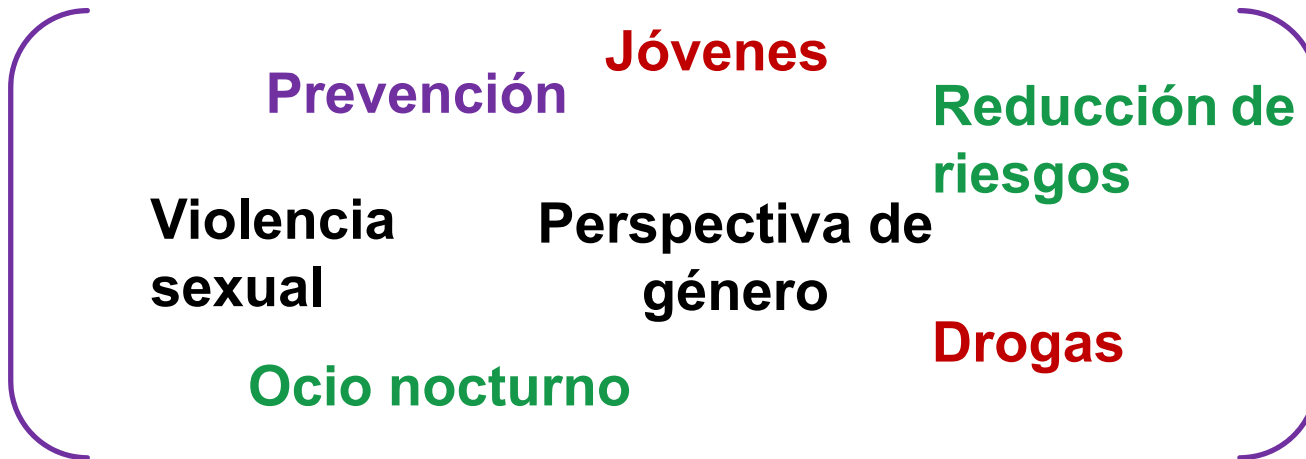 Jóvenes
Prevención
Reducción de
riesgos
Violencia
sexual
Perspectiva de
género
Drogas
Ocio nocturno